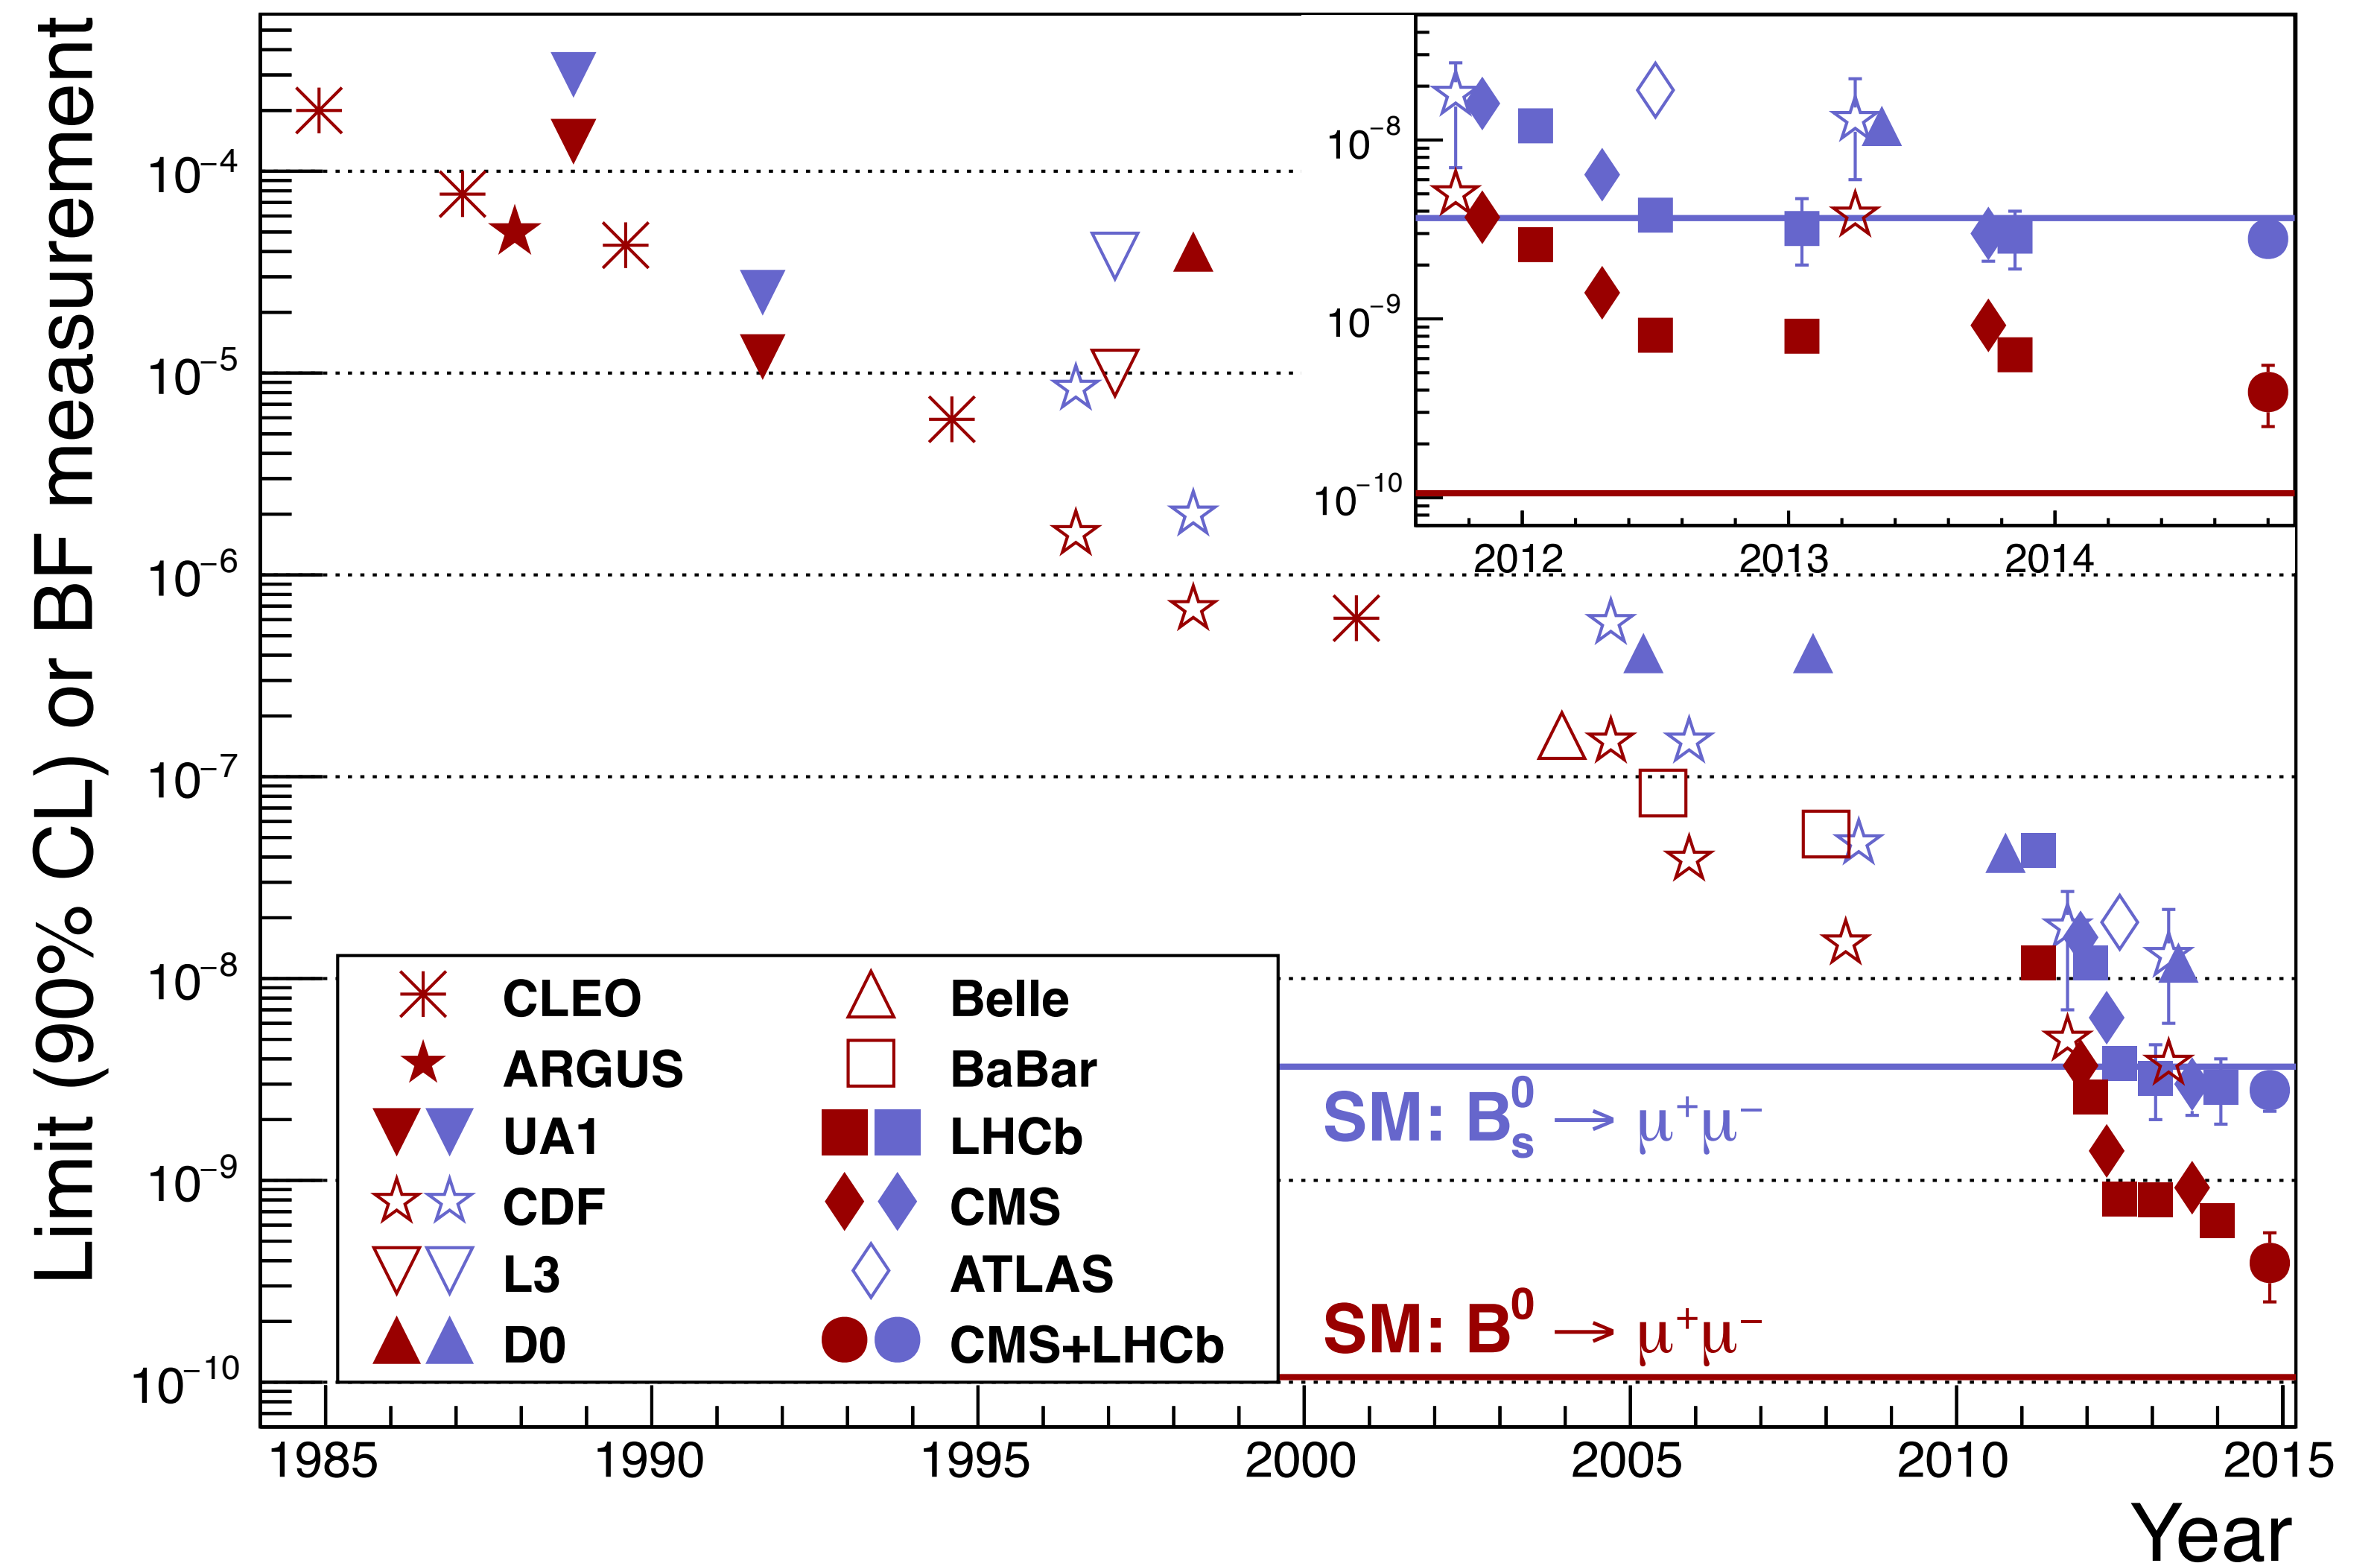 Limit (90% CL) or BF measurement
10⁻⁴
10⁻⁵
10⁻⁶
10⁻⁷
10⁻⁸
10⁻⁹
10⁻¹⁰
10⁻⁸
10⁻⁹
10⁻¹⁰
2012 2013 2014
CLEO Belle
ARGUS BaBar
UA1 LHCb
CDF CMS
L3 ATLAS
D0 CMS+LHCb
SM: B⁰ₛ → μ⁺μ⁻
SM: B⁰ → μ⁺μ⁻
1985 1990 1995 2000 2005 2010 2015
Year